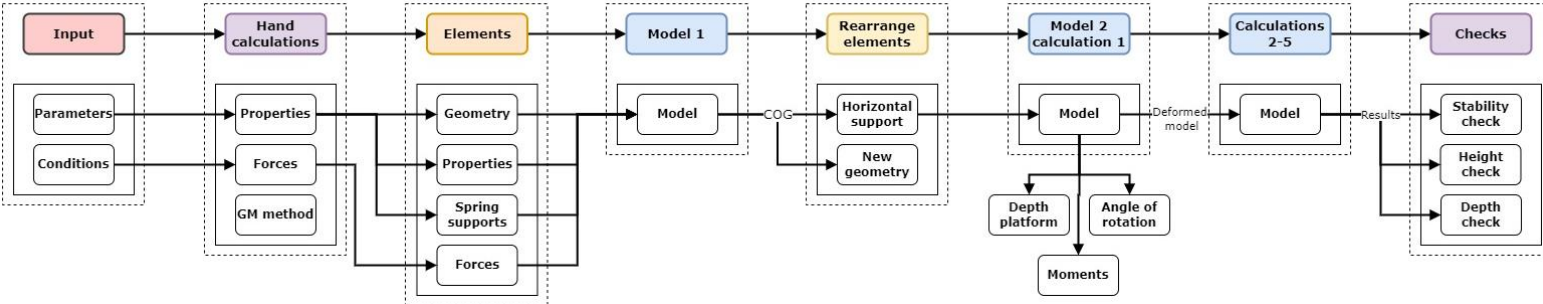 Input
Hand
calculations
Elements
Model 1
Rearrange
elements
Model 2
calculation 1
Calculations
2-5
Checks
Parameters
Conditions
Properties
Forces
GM method
Geometry
Properties
Spring
supports
Forces
Model
COG
Horizontal
support
New
geometry
Model
Depth
platform
Angle of
rotation
Moments
Deformed
model
Model
Results
Stability
check
Height
check
Depth
check